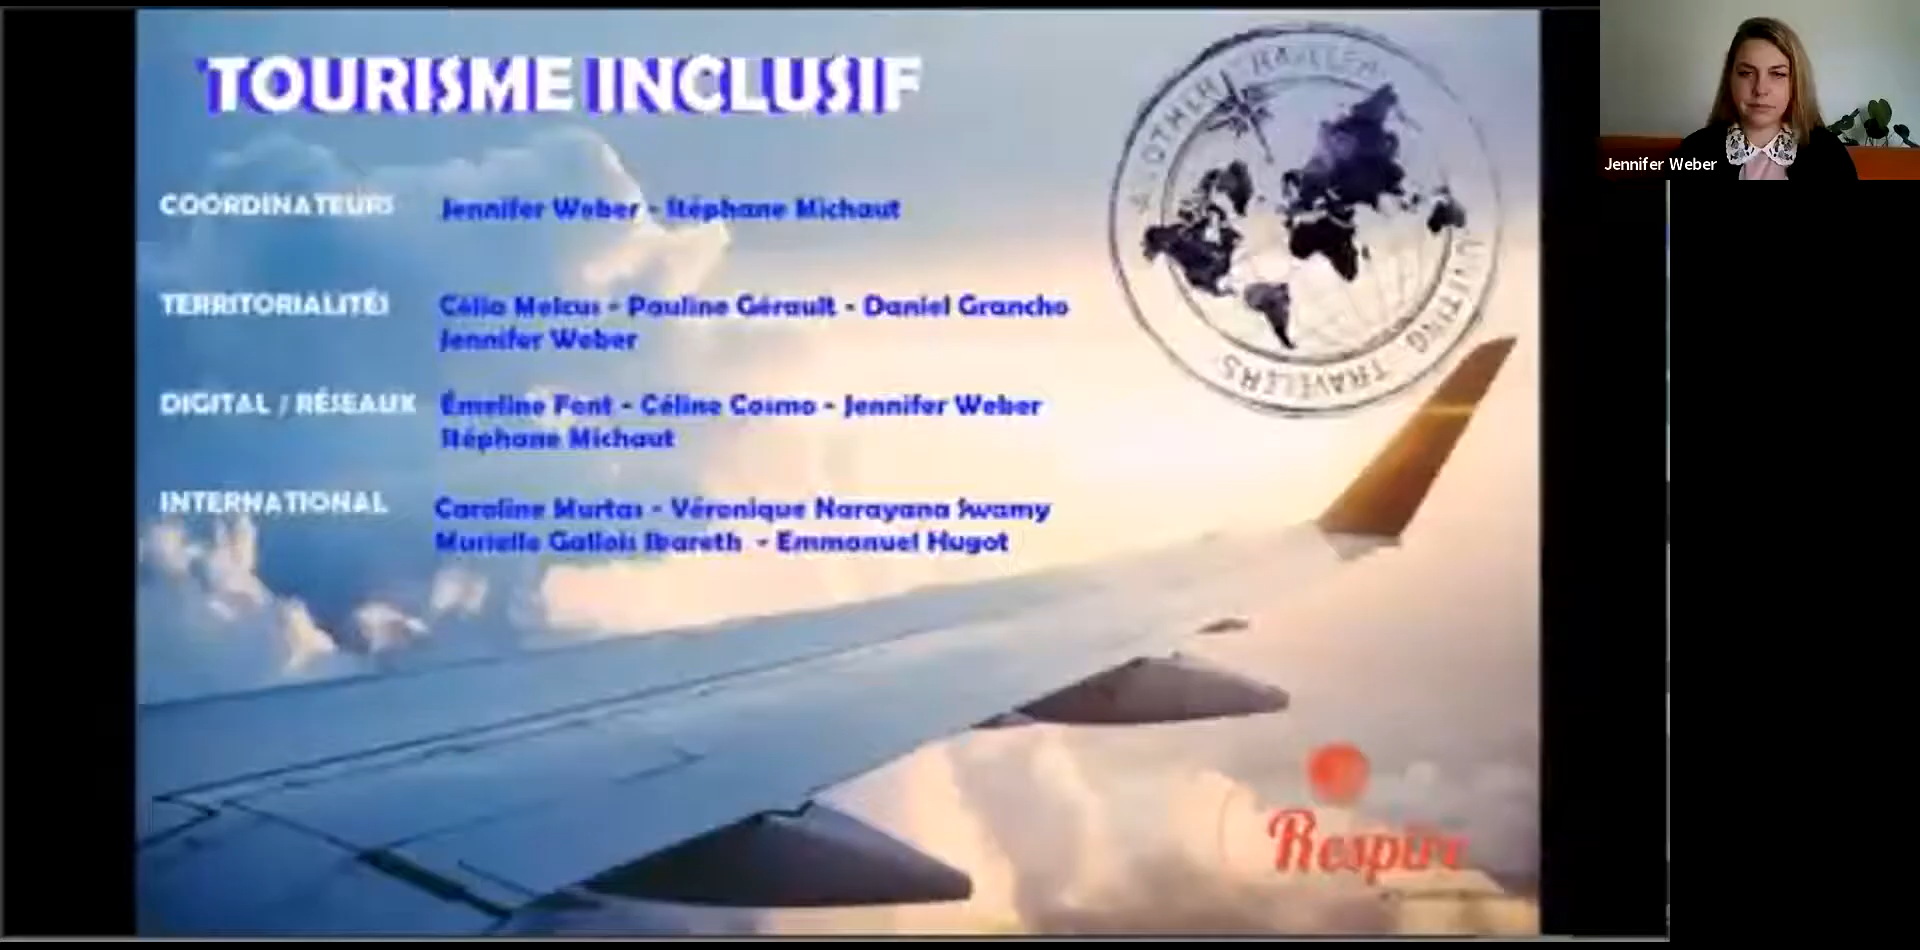 TOURISME INCLUSIF
COORDINATEURS
Jennifer Weber - Stéphane Michaut
TERRITORIALITÉS
Célia Melcus - Pauline Gérault - Daniel Grancho
Jennifer Weber
DIGITAL / RÉSEAUX
Émeline Font - Céline Cosmo - Jennifer Weber
Stéphane Michaut
INTERNATIONAL
Caroline Murtas - Véronique Narayana Swamy
Murielle Gallois Ibareth - Emmanuel Hugot
UNITING TRAVELERS
Respire
Jennifer Weber